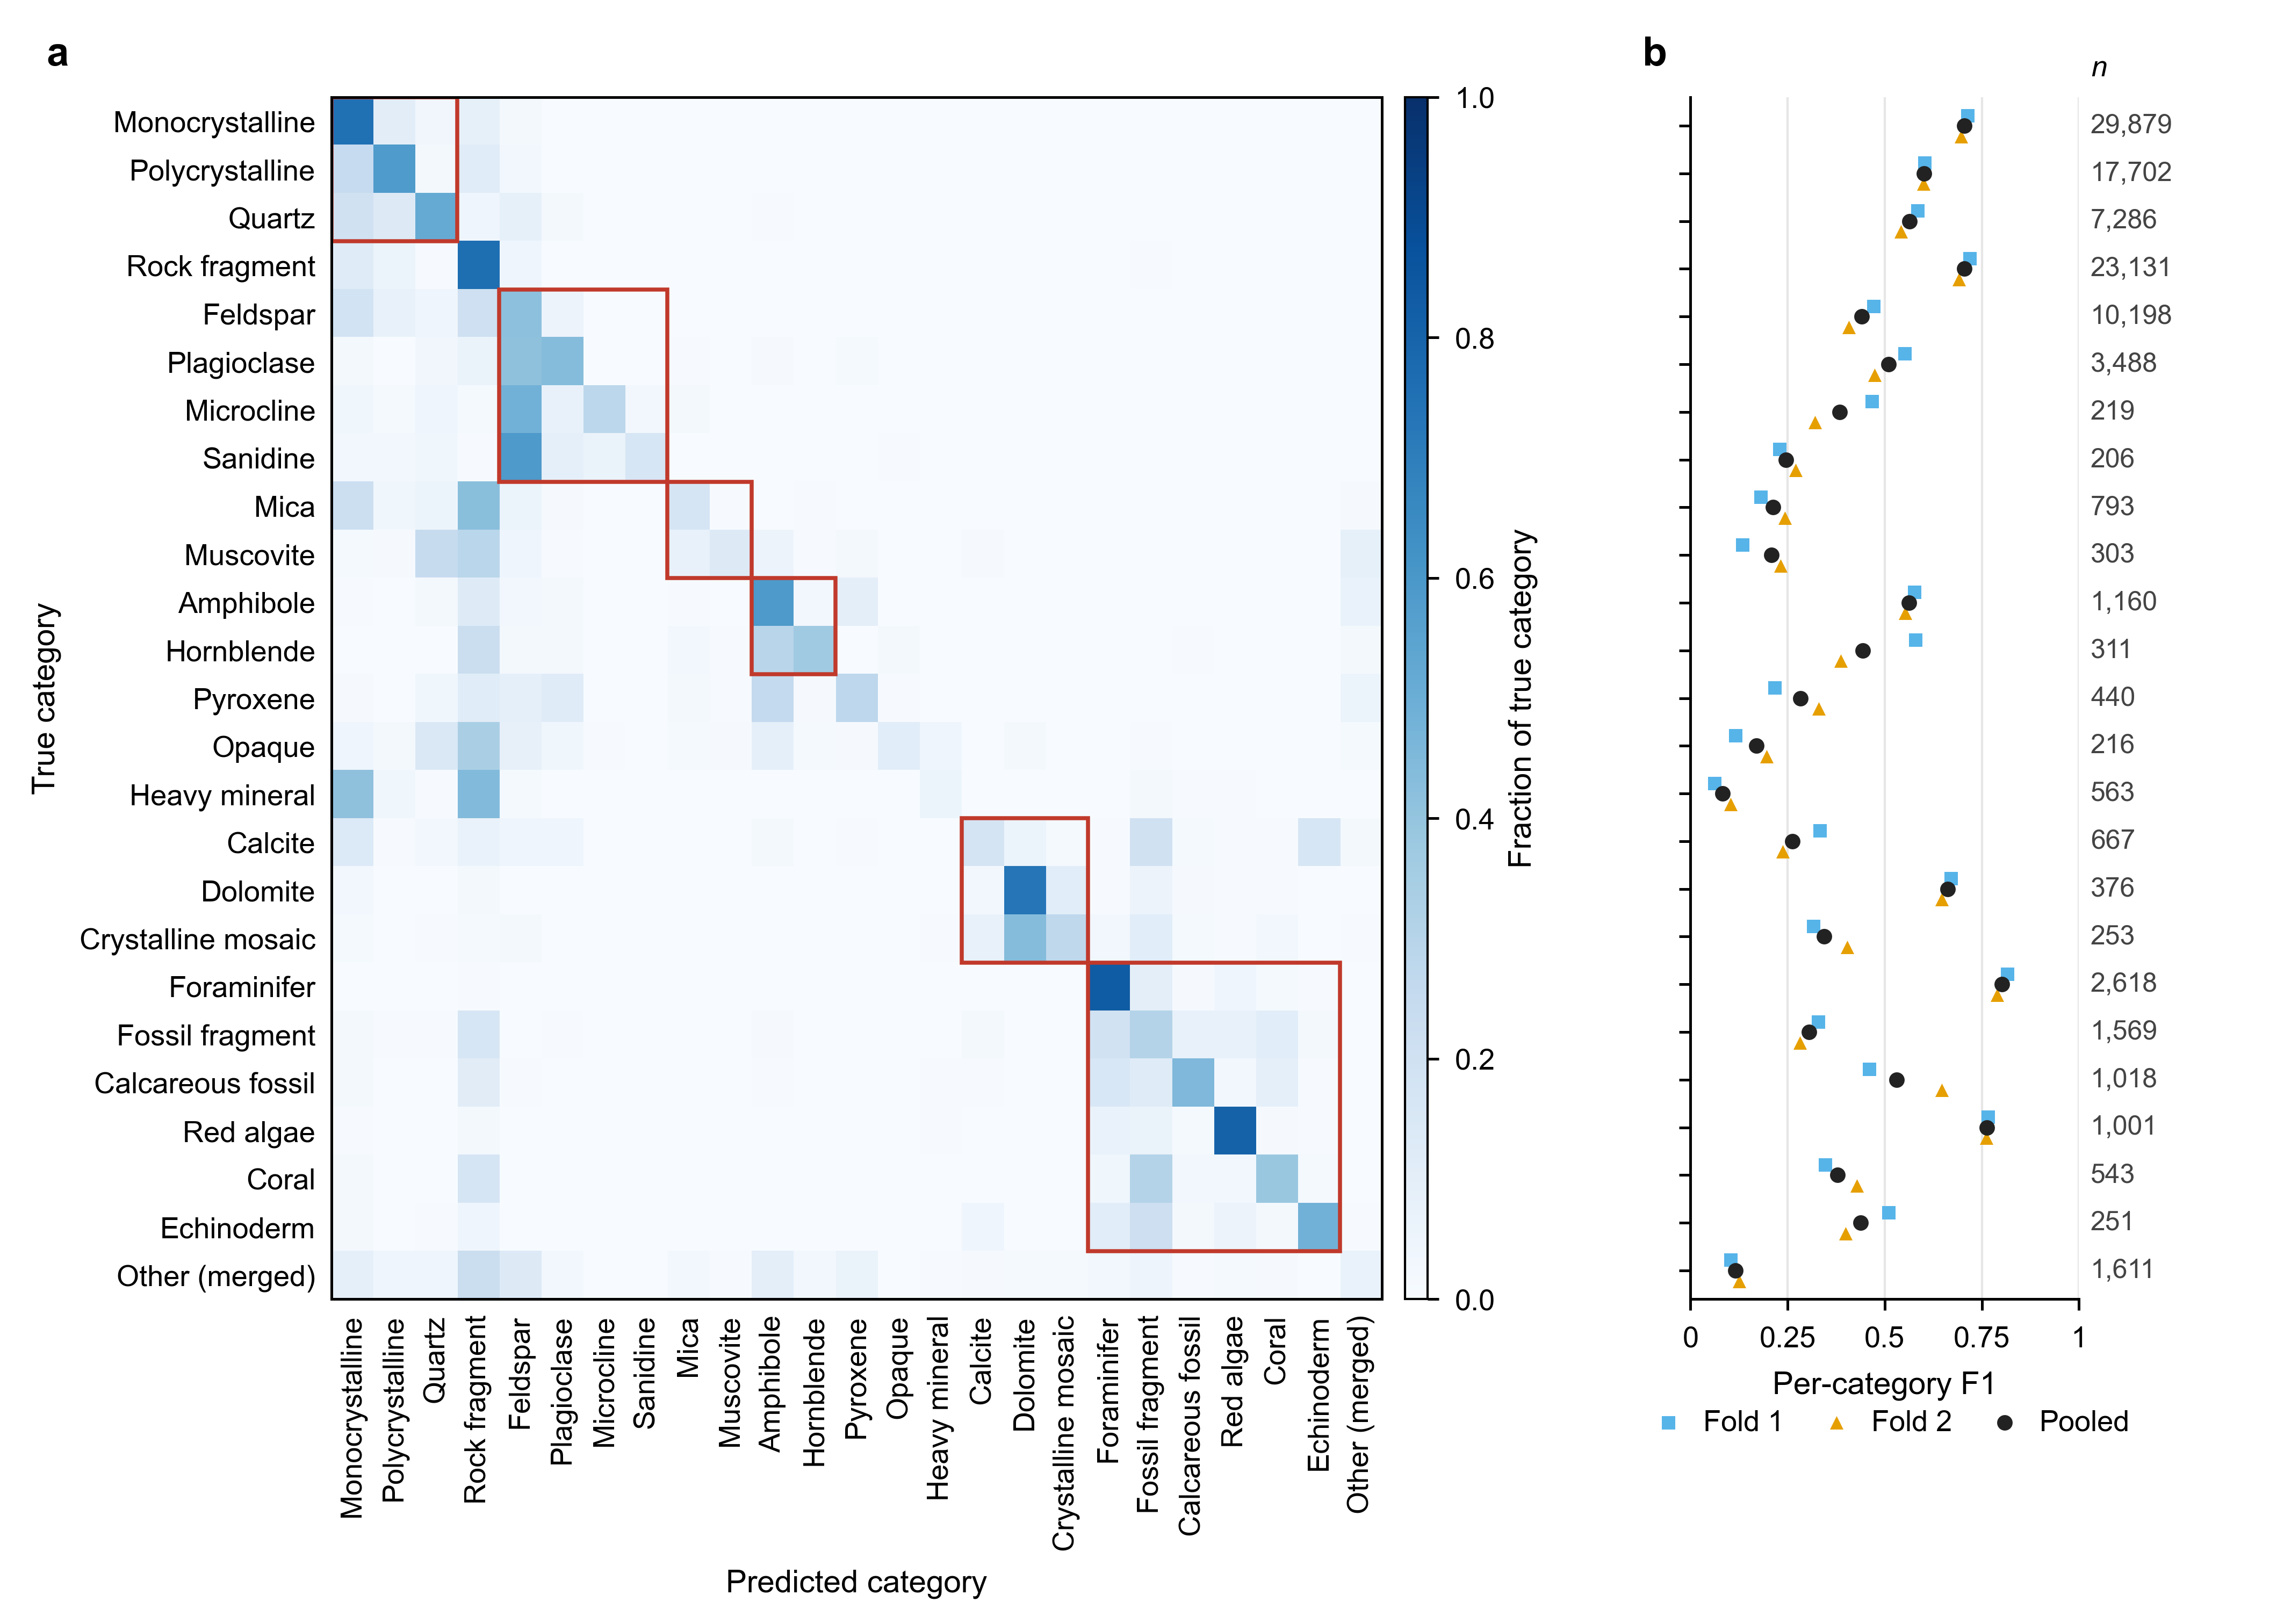 a
Monocrystalline
Polycrystalline
Quartz
Rock fragment
Feldspar
Plagioclase
Microcline
Sanidine
Mica
Muscovite
Amphibole
Hornblende
Pyroxene
Opaque
Heavy mineral
Calcite
Dolomite
Crystalline mosaic
Foraminifer
Fossil fragment
Calcareous fossil
Red algae
Coral
Echinoderm
Other (merged)
True category
Monocrystalline
Polycrystalline
Quartz
Rock fragment
Feldspar
Plagioclase
Microcline
Sanidine
Mica
Muscovite
Amphibole
Hornblende
Pyroxene
Opaque
Heavy mineral
Calcite
Dolomite
Crystalline mosaic
Foraminifer
Fossil fragment
Calcareous fossil
Red algae
Coral
Echinoderm
Other (merged)
Predicted category
1.0
0.8
0.6
0.4
0.2
0.0
Fraction of true category
b
n
29,879
17,702
7,286
23,131
10,198
3,488
219
206
793
303
1,160
311
440
216
563
667
376
253
2,618
1,569
1,018
1,001
543
251
1,611
0 0.25 0.5 0.75 1
Per-category F1
Fold 1 Fold 2 Pooled